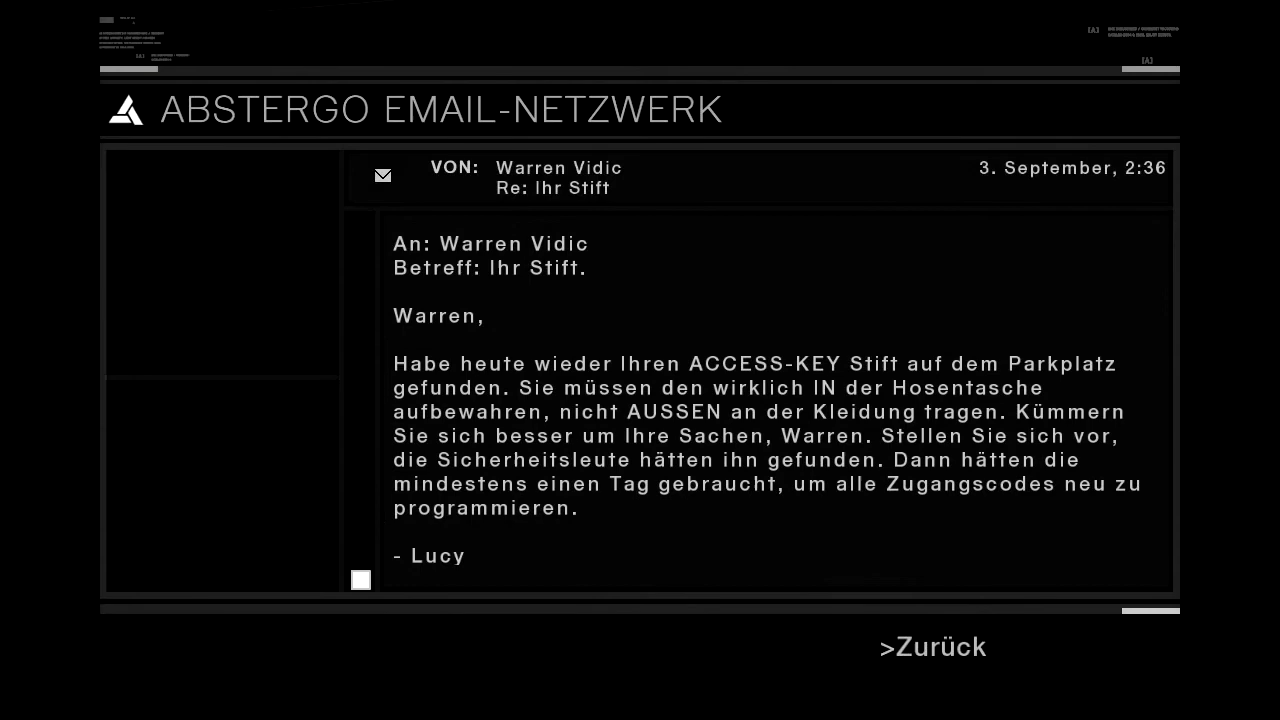 ABSTERGO EMAIL-NETZWERK
VON: Warren Vidic 3. September, 2:36
Re: Ihr Stift
An: Warren Vidic
Betreff: Ihr Stift.
Warren,
Habe heute wieder Ihren ACCESS-KEY Stift auf dem Parkplatz
gefunden. Sie müssen den wirklich IN der Hosentasche
aufbewahren, nicht AUSSEN an der Kleidung tragen. Kümmern
Sie sich besser um Ihre Sachen, Warren. Stellen Sie sich vor,
die Sicherheitsleute hätten ihn gefunden. Dann hätten die
mindestens einen Tag gebraucht, um alle Zugangscodes neu zu
programmieren.
- Lucy
>Zurück